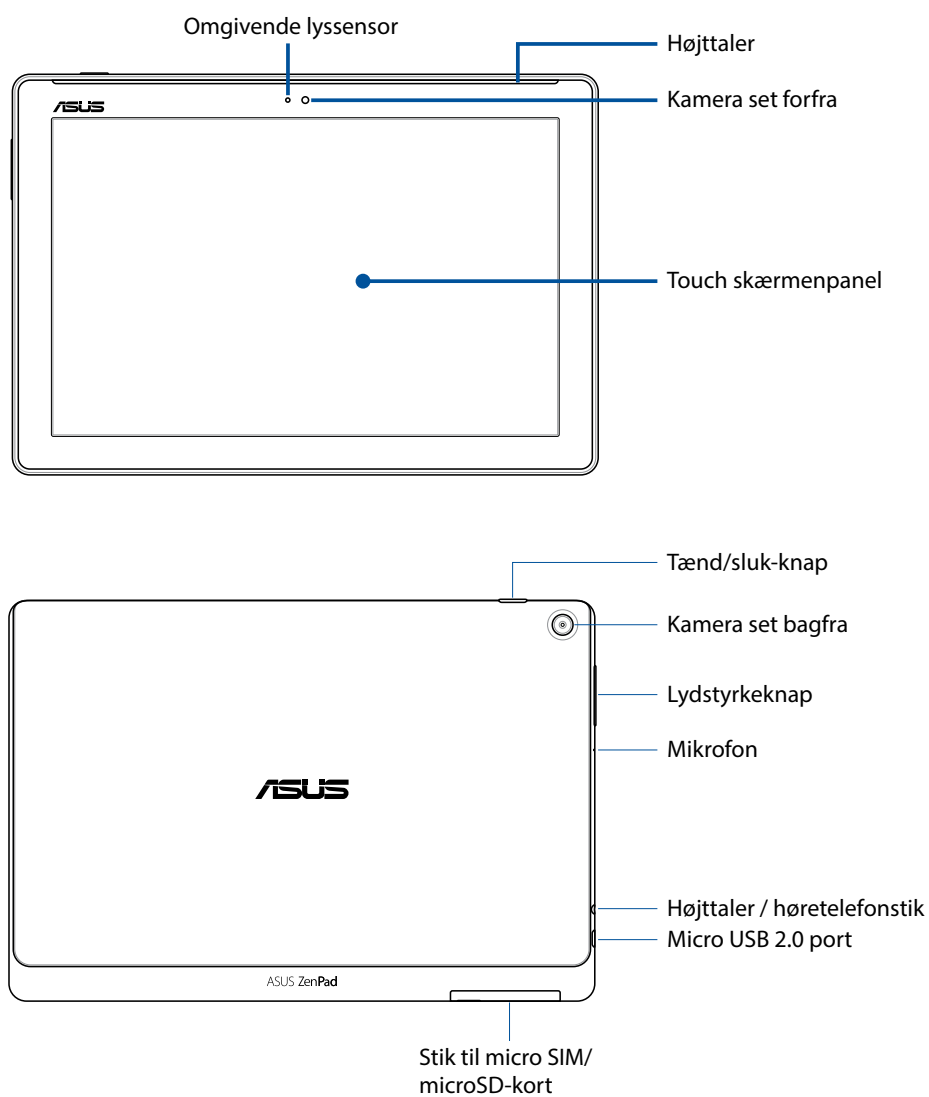 Omgivende lyssensor
Højttaler
Kamera set forfra
ASUS
Touch skærmenpanel
Tænd/sluk-knap
Kamera set bagfra
Lydstyrkeknap
Mikrofon
ASUS
Højttaler / høretelefonstik
Micro USB 2.0 port
ASUS ZenPad
Stik til micro SIM/
microSD-kort